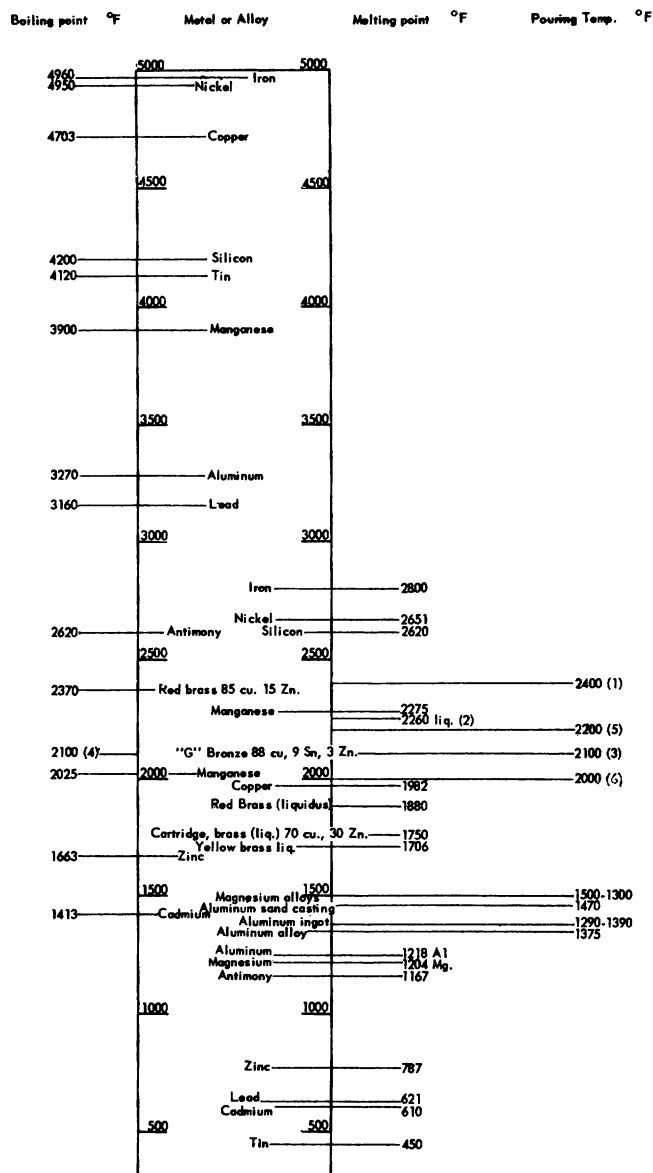 Boiling point °F Metal or Alloy Melting point °F Pouring Temp. °F
5000 5000
4960 Iron
4950 Nickel
4703 Copper
4500 4500
4200 Silicon
4120 Tin
4000 4000
3900 Manganese
3500 3500
3270 Aluminum
3160 Lead
3000 3000
Iron 2800
Nickel 2651
2620 Antimony Silicon 2620
2500 2500
2400 (1)
2370 Red brass 85 cu. 15 Zn.
Manganese 2275
2260 liq. (2)
2200 (5)
2100 (4) "G" Bronze 88 cu, 9 Sn, 3 Zn. 2100 (3)
2025 2000 Manganese 2000 2000 (6)
Copper 1982
Red Brass (liquidus) 1880
Cartridge, brass (liq.) 70 cu., 30 Zn. 1750
Yellow brass liq. 1706
1663 Zinc
1500 Magnesium alloys 1500 1500-1300
Aluminum sand casting 1470
1413 Cadmium
Aluminum ingot 1290-1390
Aluminum alloy 1375
Aluminum 1218 Al
Magnesium 1204 Mg.
Antimony 1167
1000 1000
Zinc 787
Lead 621
Cadmium 610
500 500
Tin 450